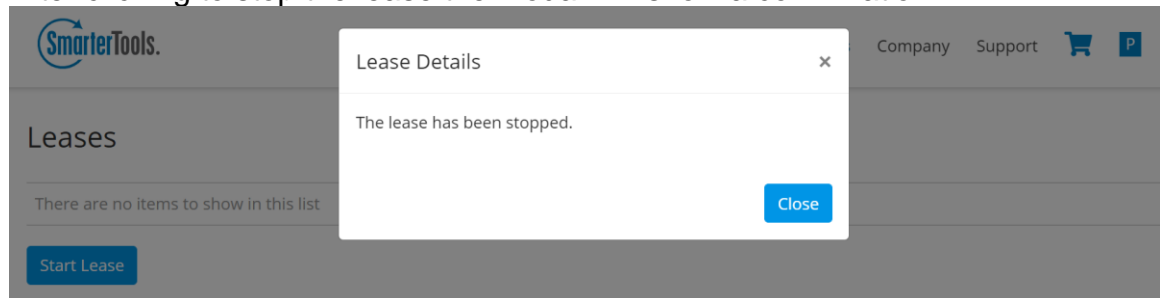 SmarterTools.
Lease Details ×
Company Support P
Leases
The lease has been stopped.
There are no items to show in this list
Close
Start Lease